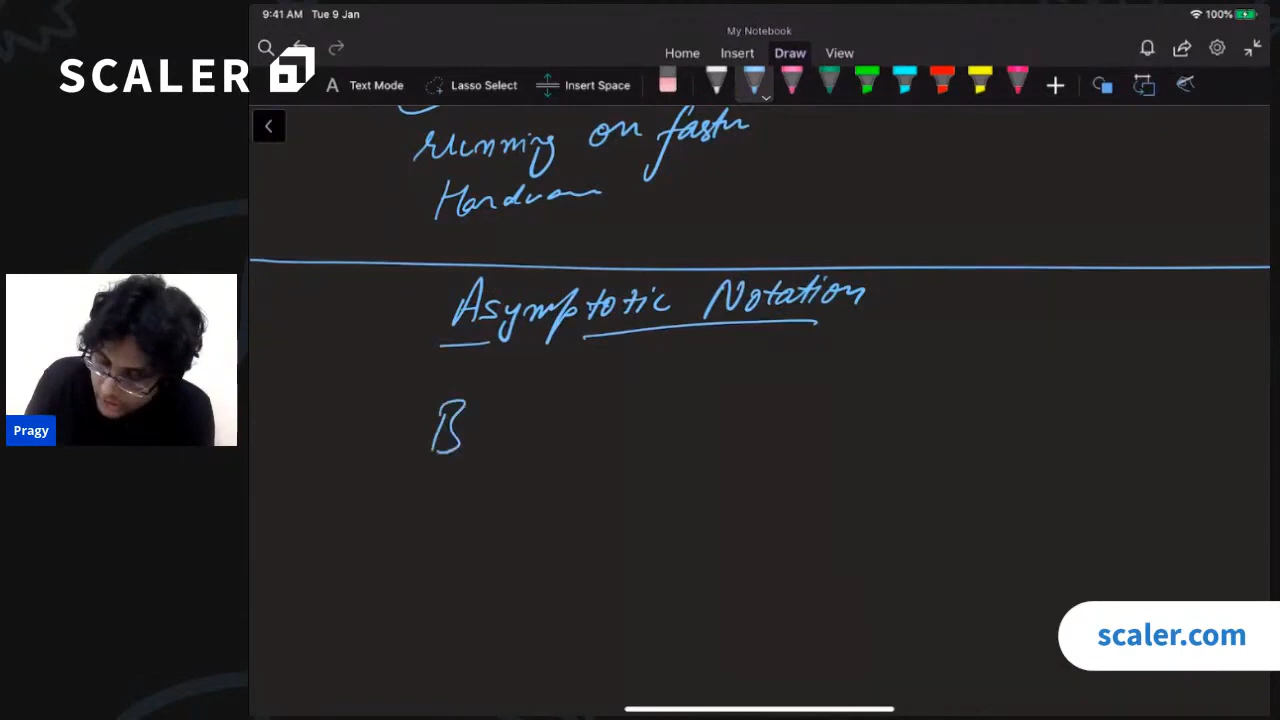 9:41 AM Tue 9 Jan
100%
My Notebook
SCALER
Home Insert Draw View
A Text Mode Lasso Select Insert Space
Running on faster
Hardware
Asymptotic Notation
B
Pragy
scaler.com